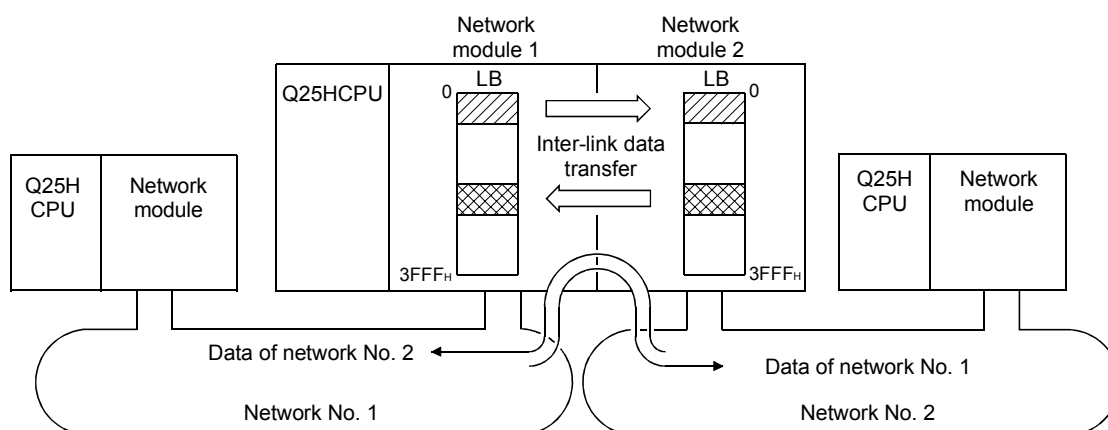 Network
module 1
Network
module 2
Q25HCPU
LB
0
LB
0
Inter-link data
transfer
Q25H
CPU
Network
module
Q25H
CPU
Network
module
3FFFH
3FFFH
Data of network No. 2
Data of network No. 1
Network No. 1
Network No. 2